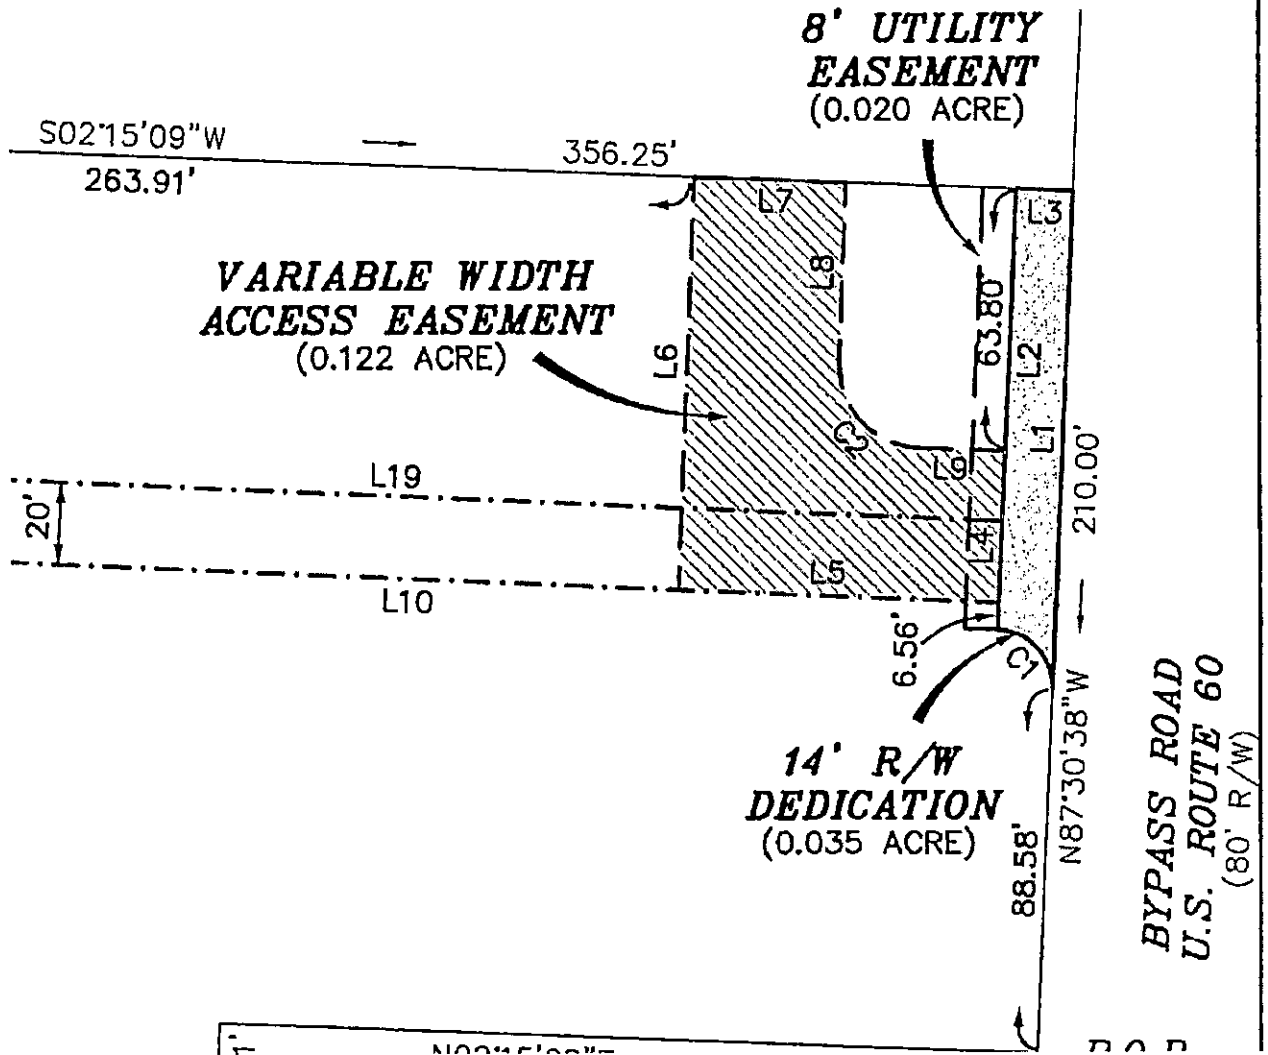 8' UTILITY
EASEMENT
(0.020 ACRE)
S02°15'09"W
356.25'
263.91'
L7
L3
VARIABLE WIDTH
ACCESS EASEMENT
(0.122 ACRE)
L8
63.80'
L6
L2
L1
C3
L9
L19
20'
210.00'
L4
L5
L10
6.56'
C1
14' R/W
DEDICATION
(0.035 ACRE)
N87°30'38"W
88.58'
BYPASS ROAD
U.S. ROUTE 60
(80' R/W)